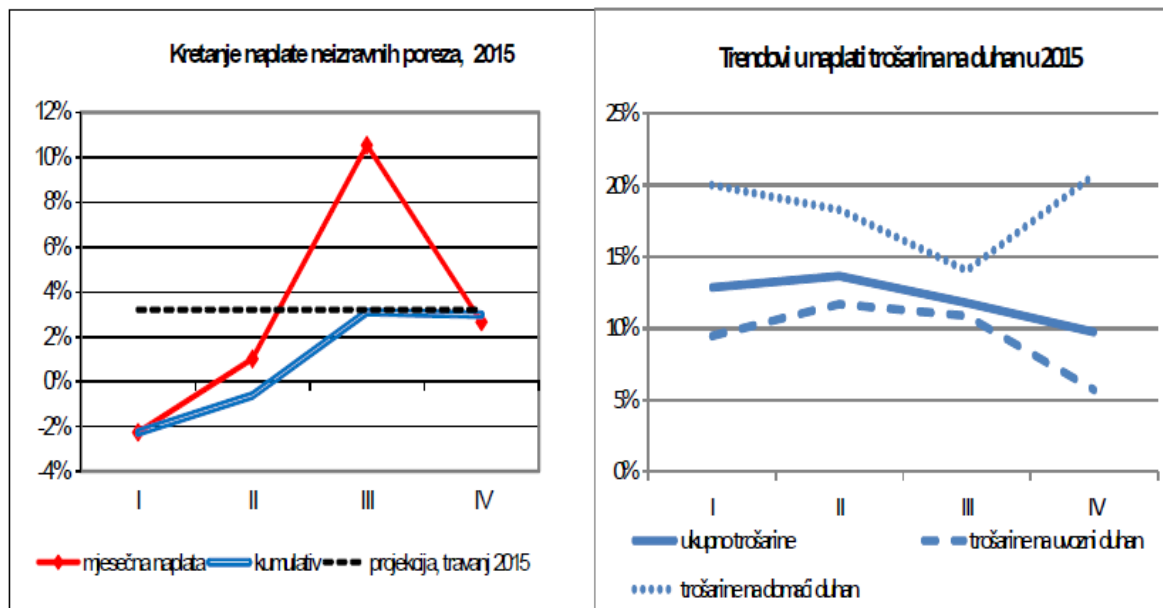 Kretanje naplate neizravnih poreza, 2015
12%
10%
8%
6%
4%
2%
0%
-2%
-4%
I II III IV
mjesečna naplata kumulativ projekcija, travanj 2015
Trendovi u naplati trošarina na duhan u 2015
25%
20%
15%
10%
5%
0%
I II III IV
ukupno trošarine trošarine na uvozni duhan
trošarine na domaći duhan